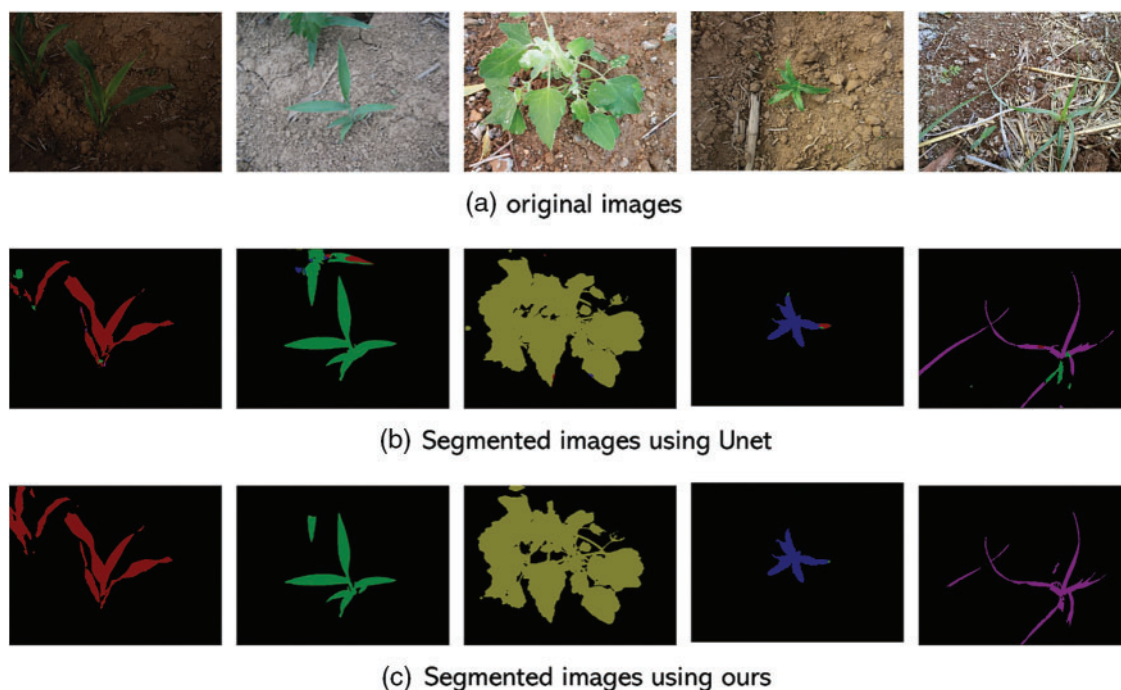 (a) original images
(b) Segmented images using Unet
(c) Segmented images using ours